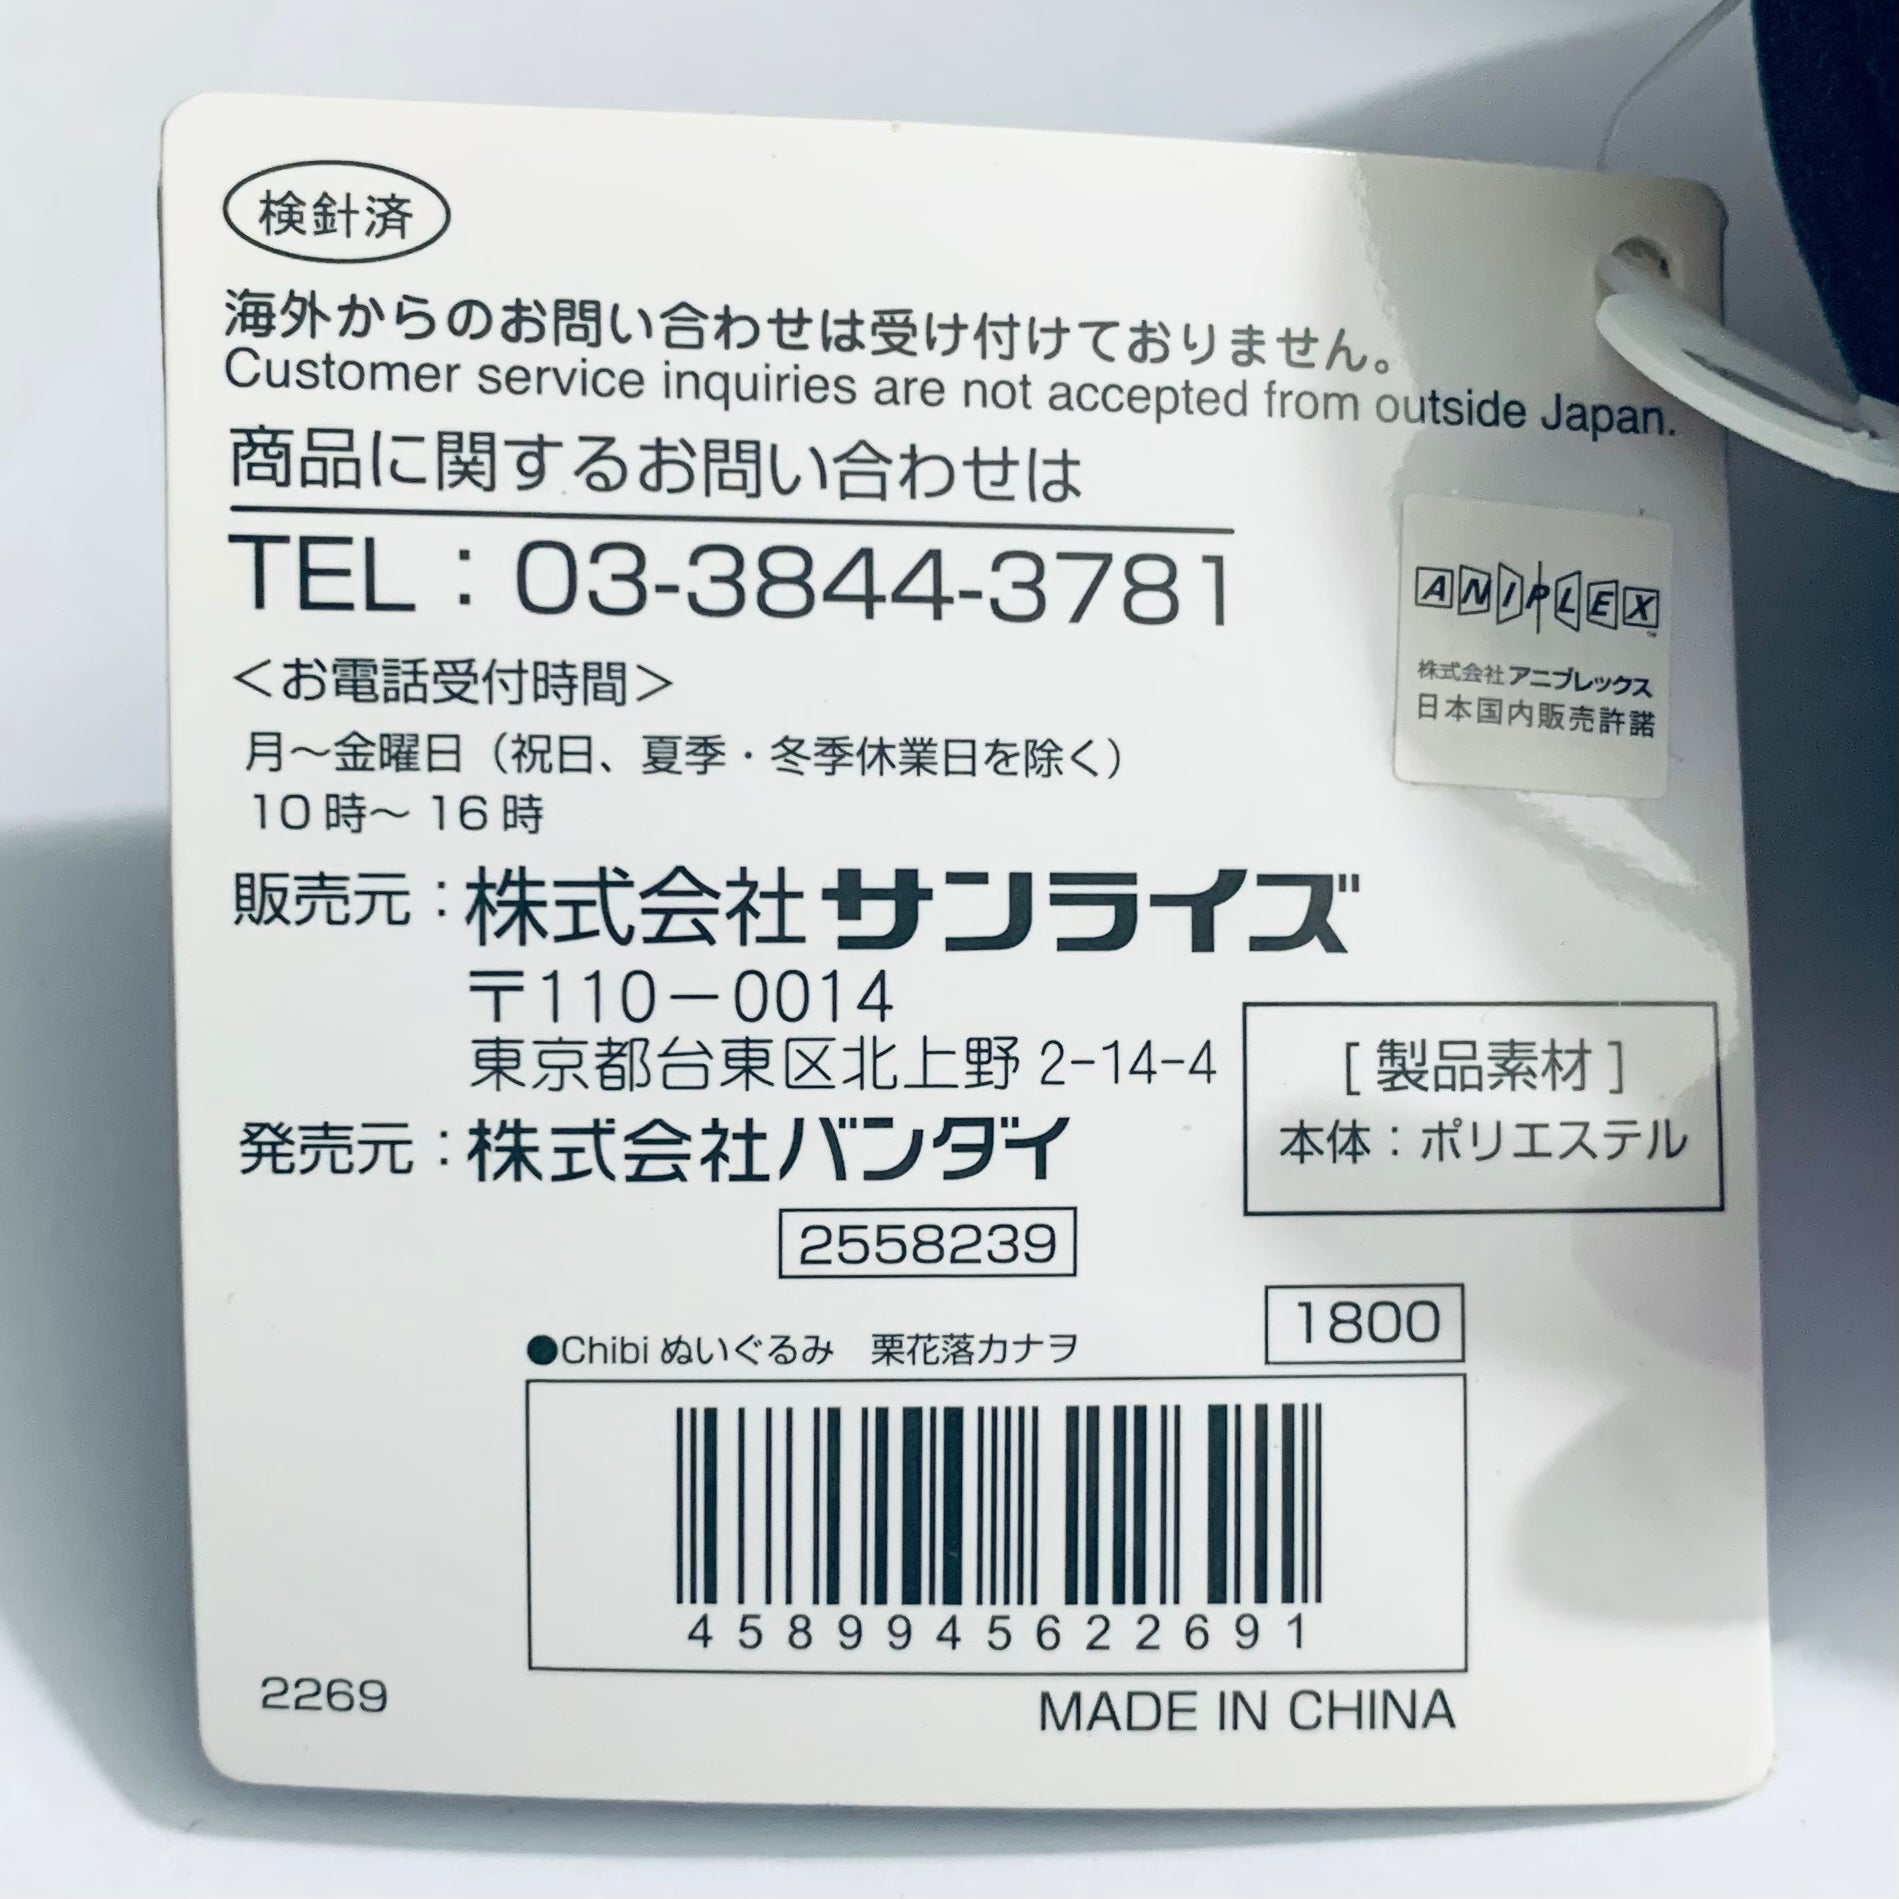 検針済
海外からのお問い合わせは受け付けておりません。
Customer service inquiries are not accepted from outside Japan.
商品に関するお問い合わせは
TEL：03-3844-3781
＜お電話受付時間＞
月〜金曜日（祝日、夏季・冬季休業日を除く）
10時〜16時
ANIPLEX™
株式会社アニプレックス
日本国内販売許諾
販売元：株式会社サンライズ
〒110－0014
東京都台東区北上野2-14-4
発売元：株式会社バンダイ
[製品素材]
本体：ポリエステル
2558239
1800
●Chibiぬいぐるみ　栗花落カナヲ
4589945622691
2269
MADE IN CHINA